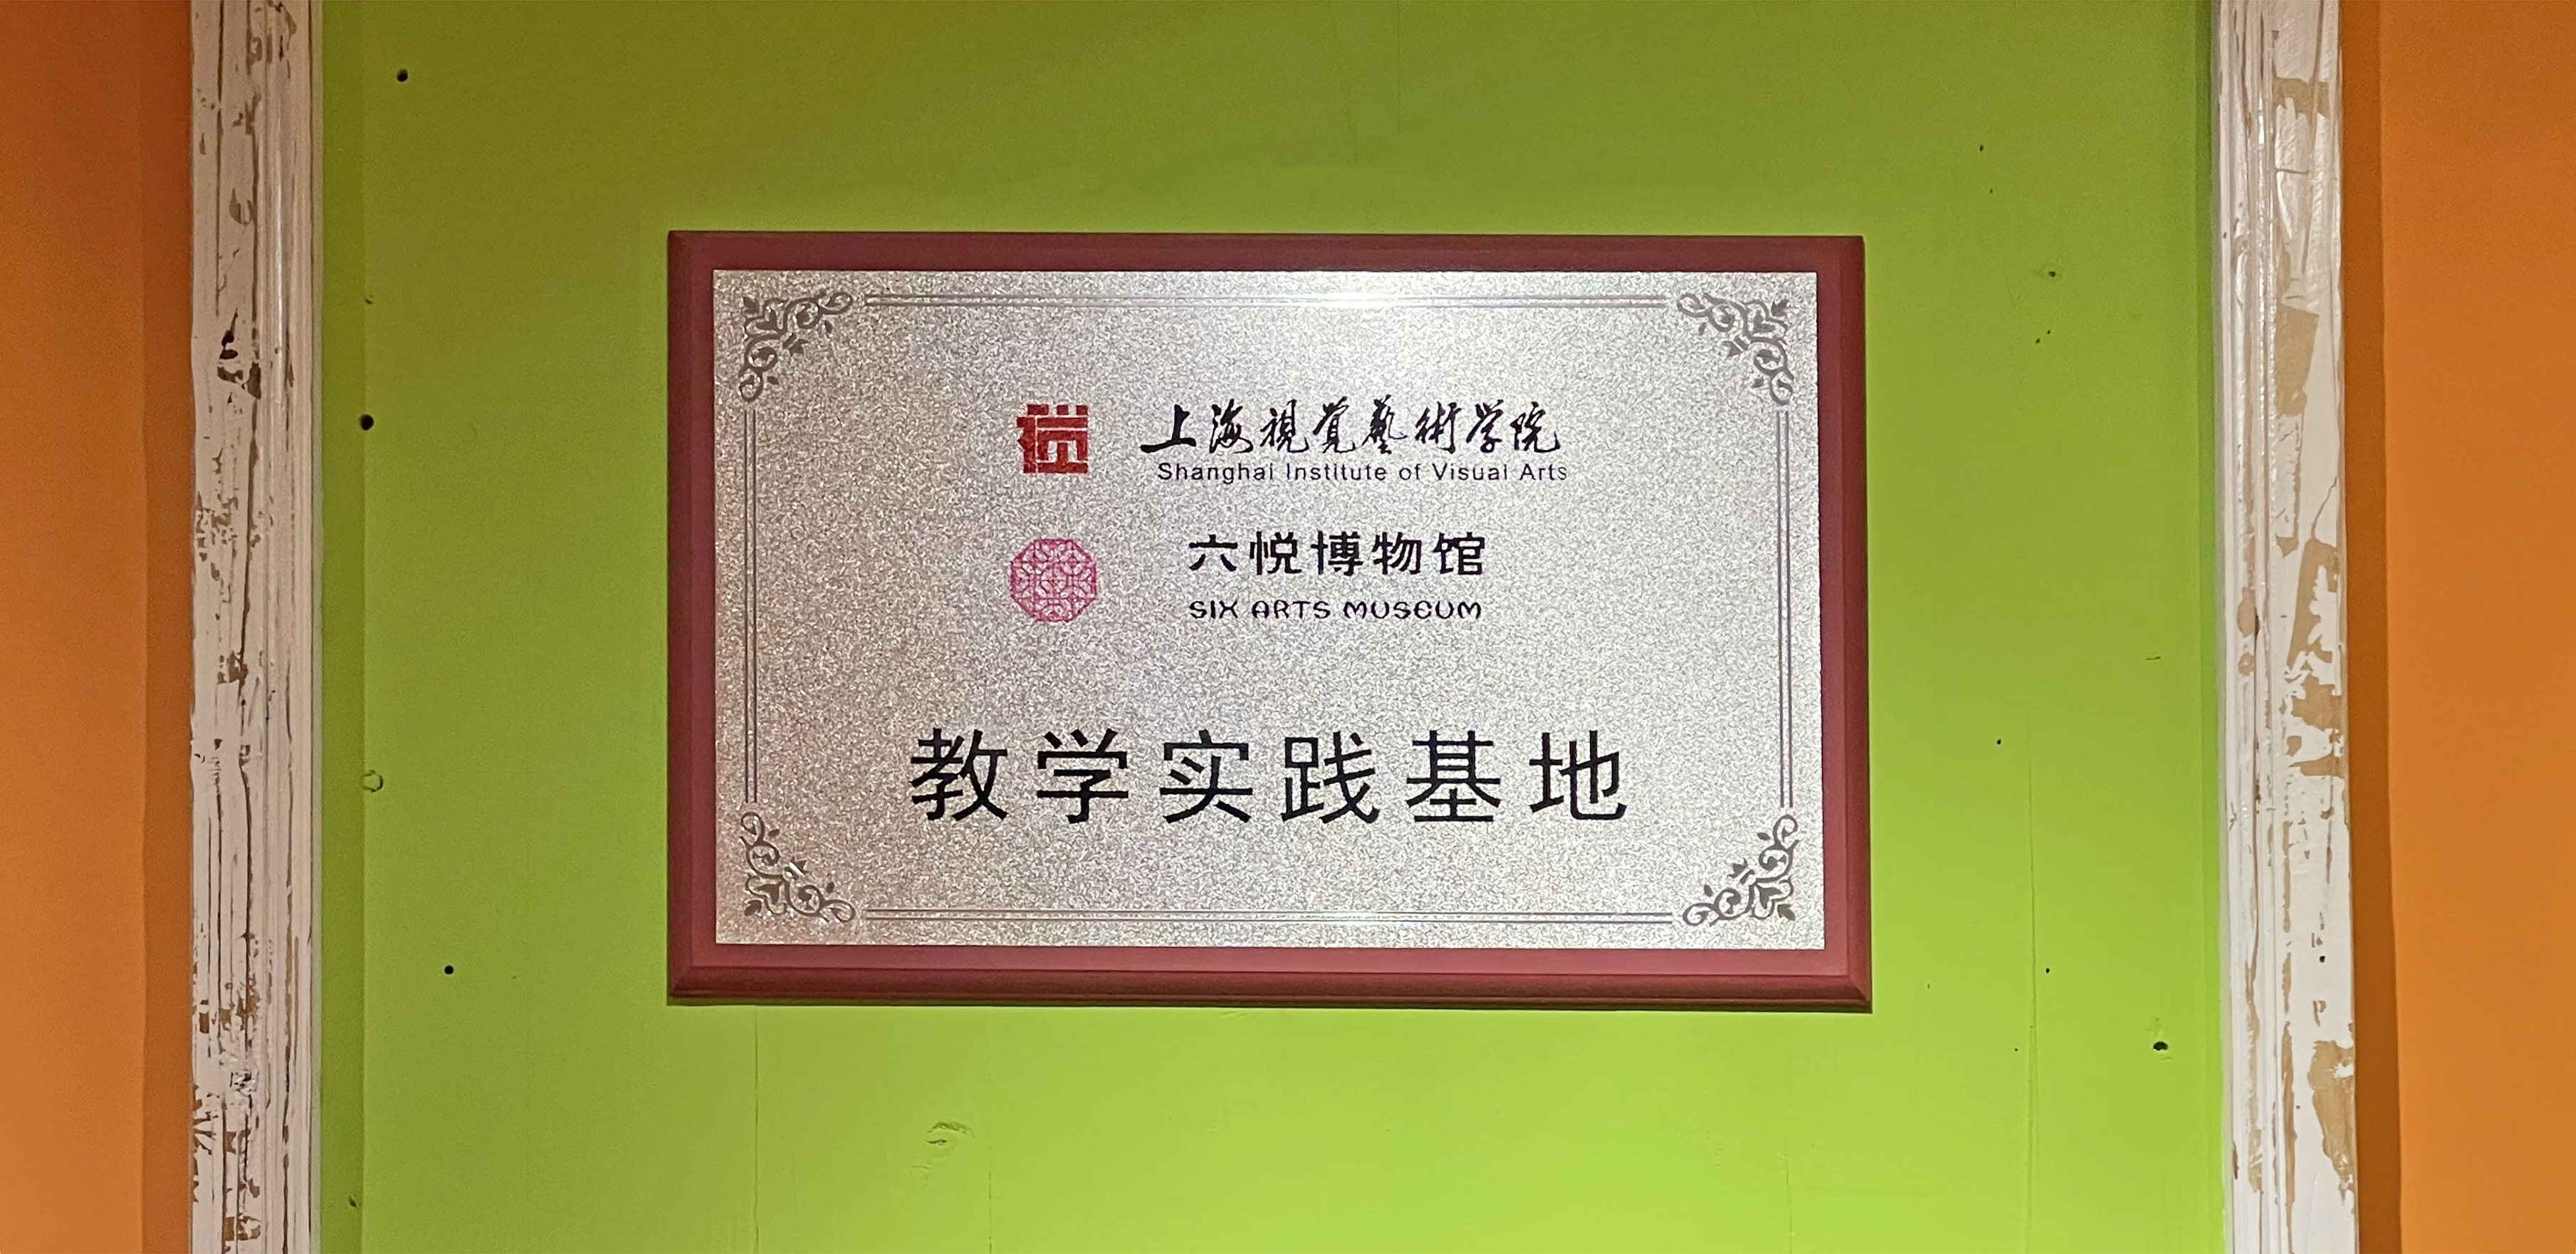 上海視覺藝術学院
Shanghai Institute of Visual Arts
六悦博物馆
SIX ARTS MUSEUM
教学实践基地